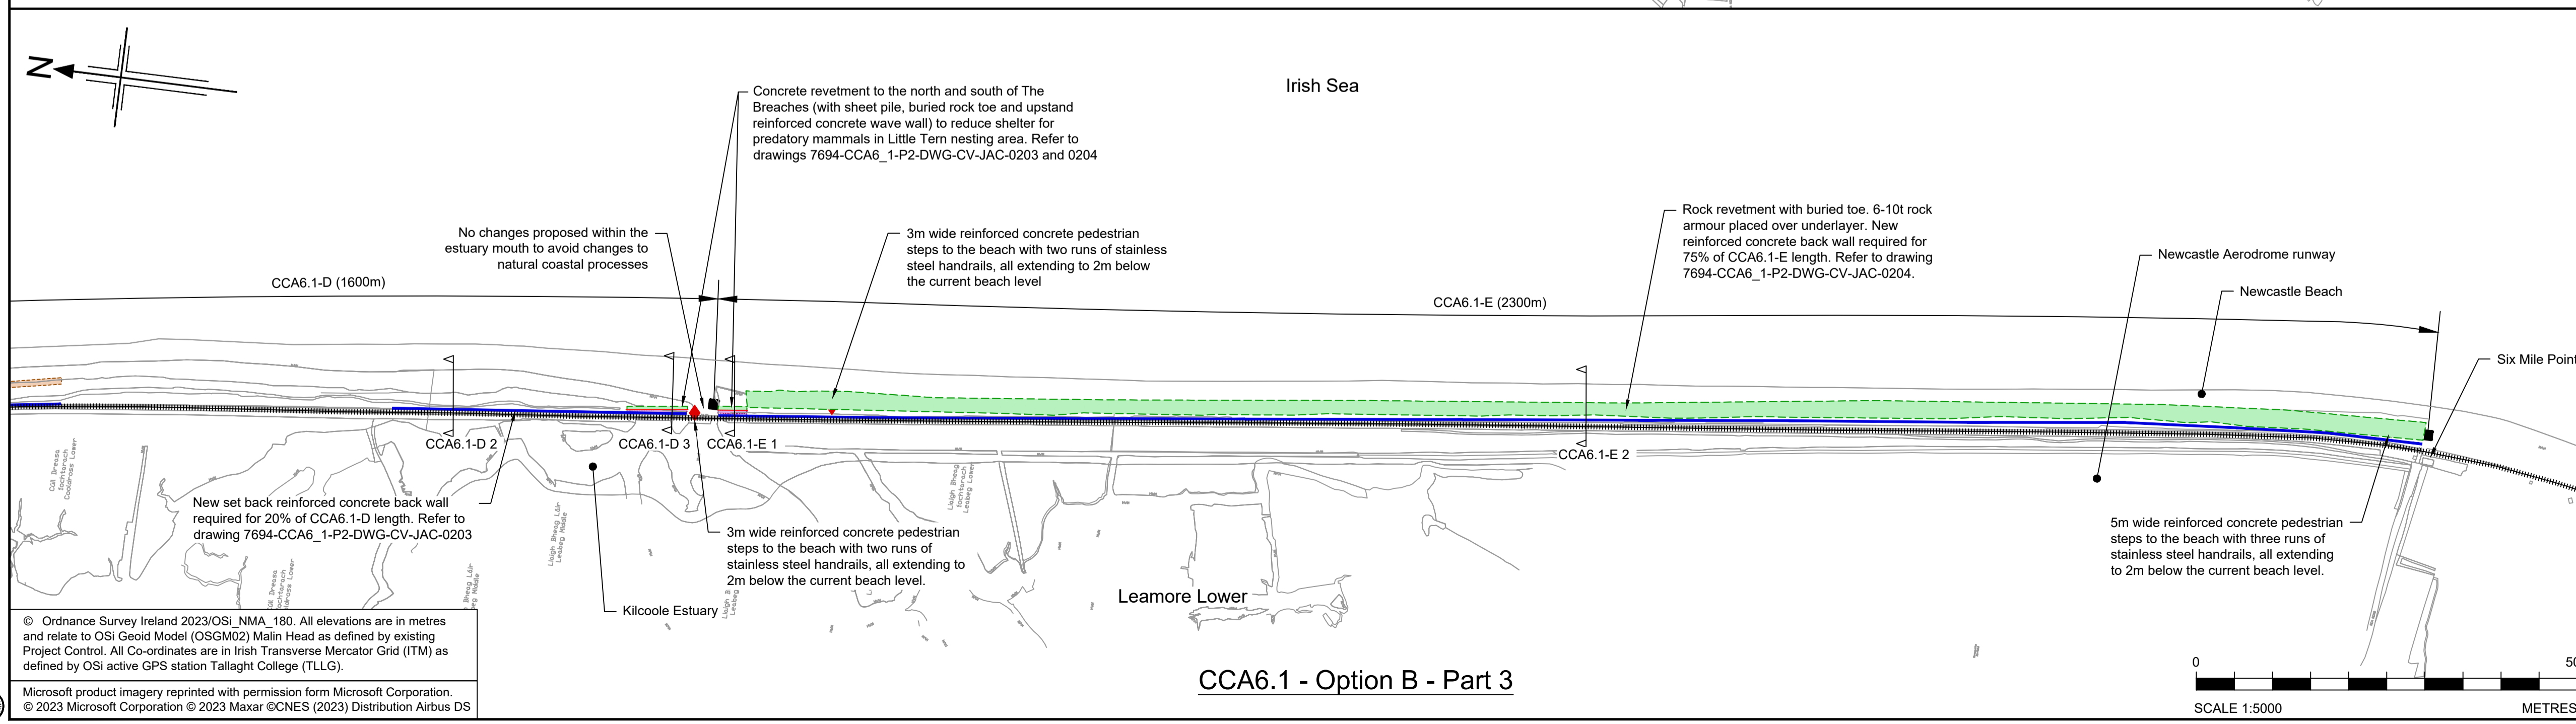 N
Irish Sea
Concrete revetment to the north and south of The
Breaches (with sheet pile, buried rock toe and upstand
reinforced concrete wave wall) to reduce shelter for
predatory mammals in Little Tern nesting area. Refer to
drawings 7694-CCA6_1-P2-DWG-CV-JAC-0203 and 0204
No changes proposed within the
estuary mouth to avoid changes to
natural coastal processes
3m wide reinforced concrete pedestrian
steps to the beach with two runs of stainless
steel handrails, all extending to 2m below
the current beach level
Rock revetment with buried toe. 6-10t rock
armour placed over underlayer. New
reinforced concrete back wall required for
75% of CCA6.1-E length. Refer to drawing
7694-CCA6_1-P2-DWG-CV-JAC-0204.
Newcastle Aerodrome runway
Newcastle Beach
CCA6.1-D (1600m)
CCA6.1-E (2300m)
Six Mile Point
CCA6.1-D 2
CCA6.1-D 3
CCA6.1-E 1
CCA6.1-E 2
Cúl Dreasa
Íochtarach
Cooldross Lower
New set back reinforced concrete back wall
required for 20% of CCA6.1-D length. Refer to
drawing 7694-CCA6_1-P2-DWG-CV-JAC-0203
3m wide reinforced concrete pedestrian
steps to the beach with two runs of
stainless steel handrails, all extending to
2m below the current beach level.
5m wide reinforced concrete pedestrian
steps to the beach with three runs of
stainless steel handrails, all extending
to 2m below the current beach level.
Leabeg Middle
Leabeg Lower
Kilcoole Estuary
Leamore Lower
© Ordnance Survey Ireland 2023/OSi_NMA_180. All elevations are in metres
and relate to OSi Geoid Model (OSGM02) Malin Head as defined by existing
Project Control. All Co-ordinates are in Irish Transverse Mercator Grid (ITM) as
defined by OSi active GPS station Tallaght College (TLLG).
Microsoft product imagery reprinted with permission form Microsoft Corporation.
© 2023 Microsoft Corporation © 2023 Maxar ©CNES (2023) Distribution Airbus DS
CCA6.1 - Option B - Part 3
0
50
SCALE 1:5000
METRES